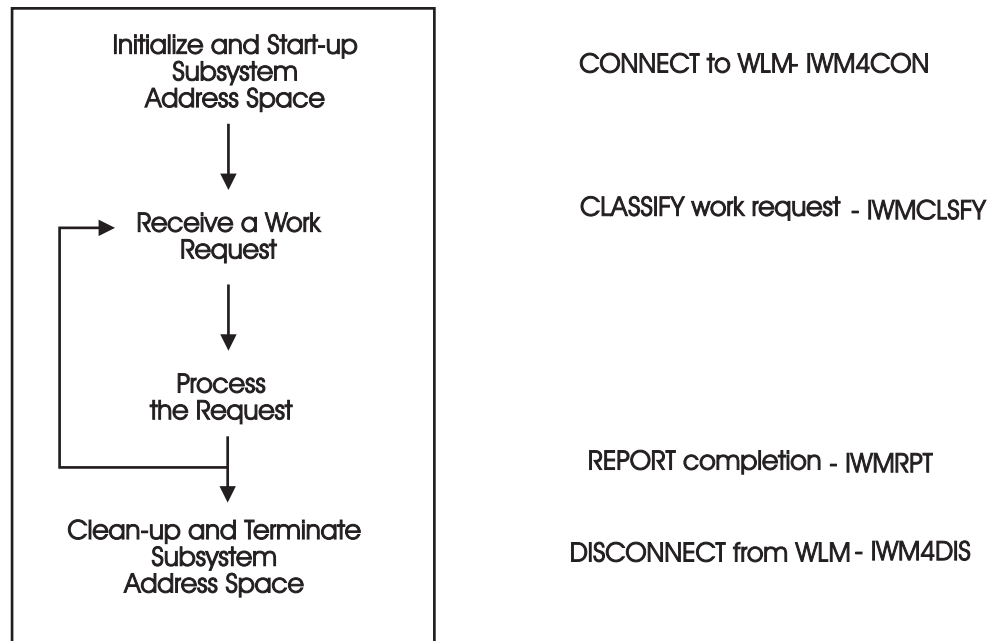 Initialize and Start-up
Subsystem
Address Space
CONNECT to WLM- IWM4CON
Receive a Work
Request
CLASSIFY work request - IWMCLSFY
Process
the Request
REPORT completion - IWMRPT
Clean-up and Terminate
Subsystem
Address Space
DISCONNECT from WLM - IWM4DIS